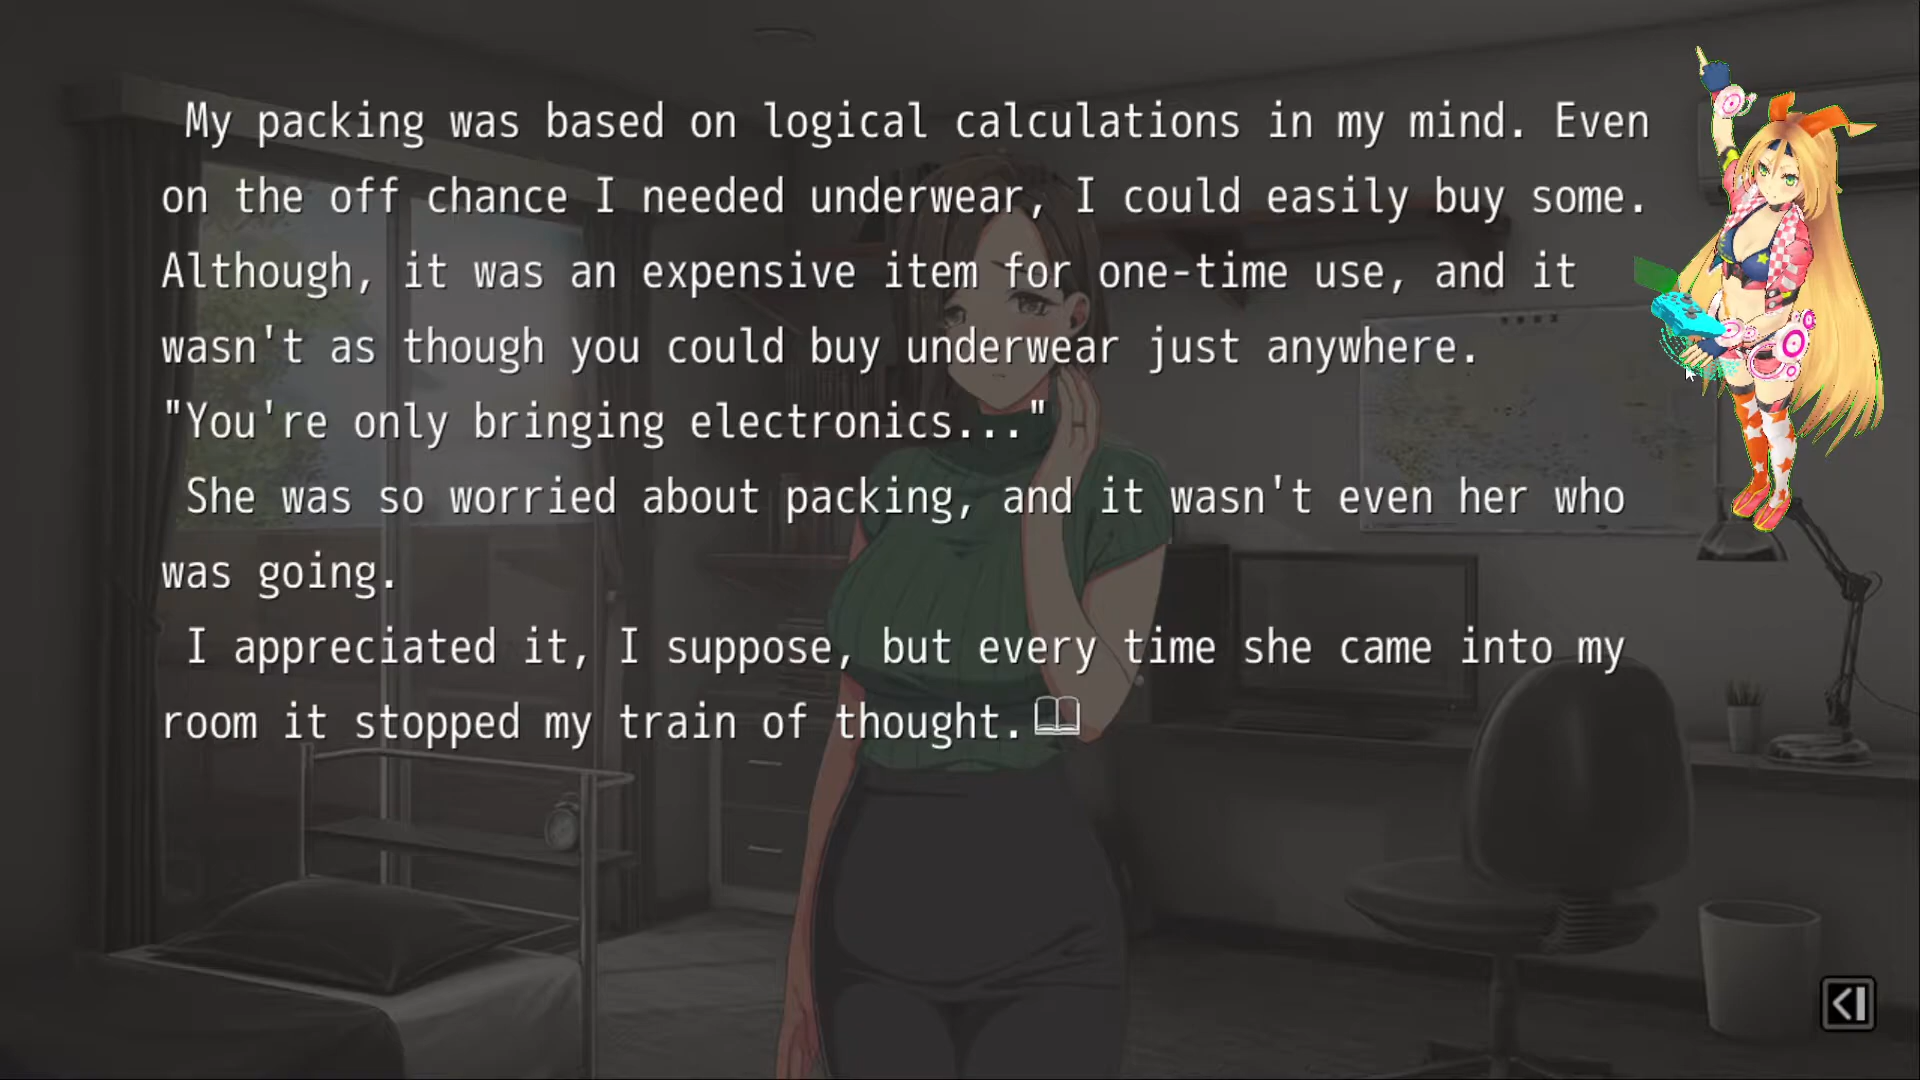 My packing was based on logical calculations in my mind. Even
on the off chance I needed underwear, I could easily buy some.
Although, it was an expensive item for one-time use, and it
wasn't as though you could buy underwear just anywhere.
"You're only bringing electronics..."
She was so worried about packing, and it wasn't even her who
was going.
I appreciated it, I suppose, but every time she came into my
room it stopped my train of thought.